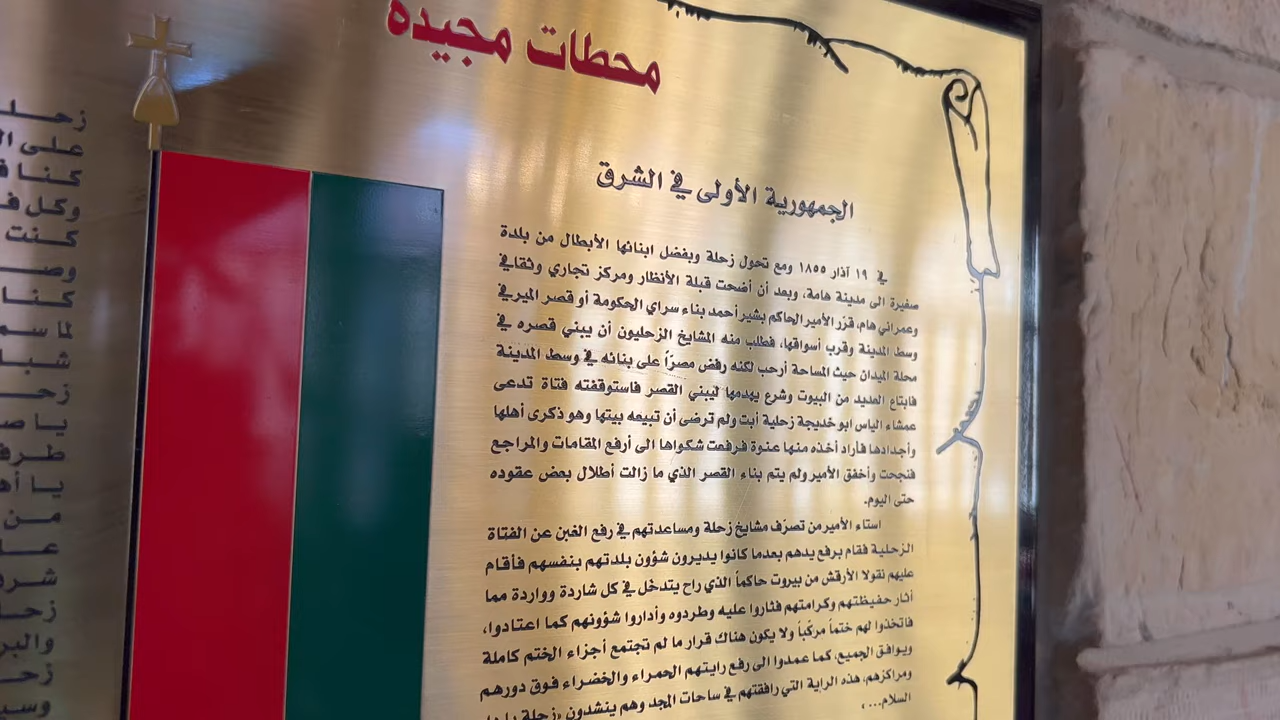 محطات مجيدة
الجمهورية الأولى في الشرق
في ١٩ آذار ١٨٥٥ ومع تحول زحلة وبفضل ابنائها الأبطال من بلدة
صغيرة الى مدينة هامة، وبعد أن أضحت قبلة الأنظار ومركز تجاري وثقافي
وعمراني هام، قرّر الأمير الحاكم بشير أحمد بناء سراي الحكومة أو قصر المير في
وسط المدينة وقرب أسواقها، فطلب منه المشايخ الزحليون أن يبني قصره في
محلة الميدان حيث المساحة أرحب لكنه رفض مصرّاً على بنائه في وسط المدينة
فابتاع العديد من البيوت وشرع يهدمها ليبني القصر فاستوقفته فتاة تدعى
عمشاء الياس ابو خديجة زحلية أبت ولم ترضى أن تبيعه بيتها وهو ذكرى أهلها
وأجدادها فأراد أخذه منها عنوة فرفعت شكواها الى أرفع المقامات والمراجع
فنجحت وأخفق الأمير ولم يتم بناء القصر الذي ما زالت أطلال بعض عقوده
حتى اليوم.
استاء الأمير من تصرّف مشايخ زحلة ومساعدتهم في رفع الغبن عن الفتاة
الزحلية فقام برفع يدهم بعدما كانوا يديرون شؤون بلدتهم بنفسهم فأقام
عليهم نقولا الأرقش من بيروت حاكماً الذي راح يتدخل في كل شاردة وواردة مما
أثار حفيظتهم وكرامتهم فثاروا عليه وطردوه وأداروا شؤونهم كما اعتادوا،
فاتخذوا لهم ختماً مركّباً ولا يكون هناك قرار ما لم تجتمع أجزاء الختم كاملة
ويوافق الجميع، كما عمدوا الى رفع رايتهم الحمراء والخضراء فوق دورهم
ومراكزهم، هذه الراية التي رافقتهم في ساحات المجد وهم ينشدون «زحلة
السلام... ،